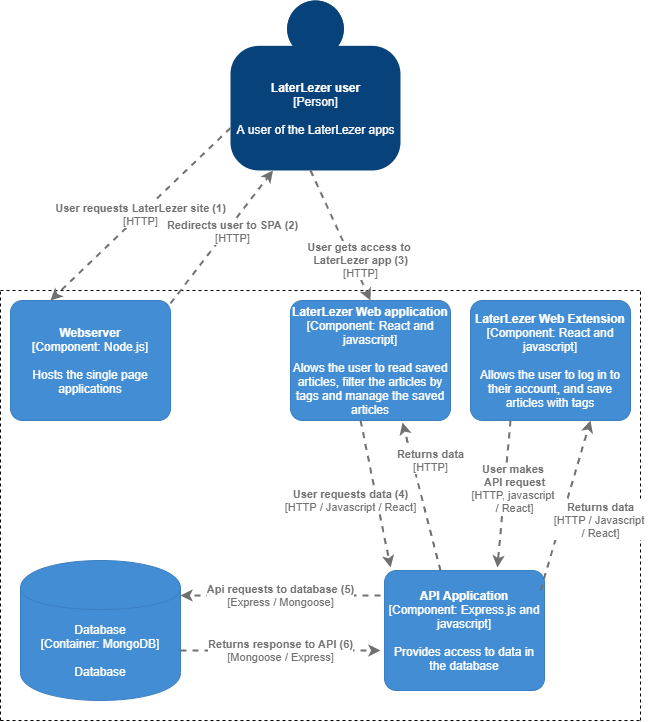 LaterLezer user
[Person]
A user of the LaterLezer apps
User requests LaterLezer site (1)
[HTTP]
Redirects user to SPA (2)
[HTTP]
User gets access to
LaterLezer app (3)
[HTTP]
Webserver
[Component: Node.js]
Hosts the single page
applications
LaterLezer Web application
[Component: React and
javascript]
Alows the user to read saved
articles, filter the articles by
tags and manage the saved
articles
LaterLezer Web Extension
[Component: React and
javascript]
Allows the user to log in to
their account, and save
articles with tags
Returns data
[HTTP]
User makes
API request
[HTTP, javascript
/ React]
User requests data (4)
[HTTP / Javascript / React]
Returns data
[HTTP / Javascript
/ React]
Api requests to database (5)
[Express / Mongoose]
Returns response to API (6)
[Mongoose / Express]
Database
[Container: MongoDB]
Database
API Application
[Component: Express.js and
javascript]
Provides access to data in
the database